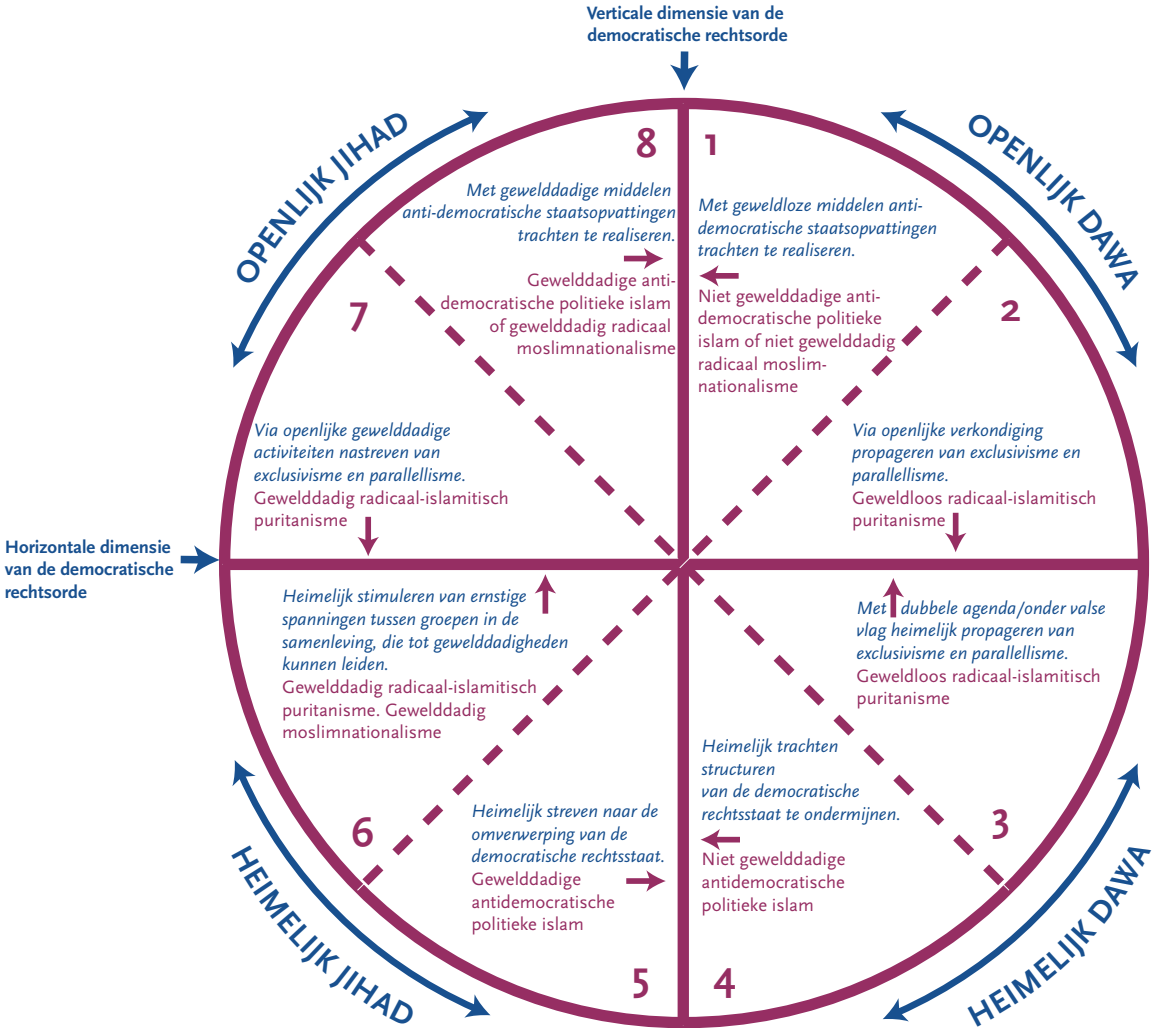 Verticale dimensie van de
democratische rechtsorde
OPENLIJK JIHAD
OPENLIJK DAWA
8
1
Met gewelddadige middelen
anti-democratische staatsopvattingen
trachten te realiseren.
Gewelddadige anti-
democratische politieke islam
of gewelddadig radicaal
moslimnationalisme
Met geweldloze middelen anti-
democratische staatsopvattingen
trachten te realiseren.
Niet gewelddadige anti-
democratische politieke
islam of niet gewelddadig
radicaal moslim-
nationalisme
7
2
Via openlijke gewelddadige
activiteiten nastreven van
exclusivisme en parallellisme.
Gewelddadig radicaal-islamitisch
puritanisme
Via openlijke verkondiging
propageren van exclusivisme en
parallellisme.
Geweldloos radicaal-islamitisch
puritanisme
Horizontale dimensie
van de democratische
rechtsorde
Heimelijk stimuleren van ernstige
spanningen tussen groepen in de
samenleving, die tot gewelddadigheden
kunnen leiden.
Gewelddadig radicaal-islamitisch
puritanisme. Gewelddadig
moslimnationalisme
Met dubbele agenda/onder valse
vlag heimelijk propageren van
exclusivisme en parallellisme.
Geweldloos radicaal-islamitisch
puritanisme
6
3
Heimelijk streven naar de
omverwerping van de
democratische rechtsstaat.
Gewelddadige
antidemocratische
politieke islam
Heimelijk trachten
structuren
van de democratische
rechtsstaat te ondermijnen.
Niet gewelddadige
antidemocratische
politieke islam
5
4
HEIMELIJK JIHAD
HEIMELIJK DAWA